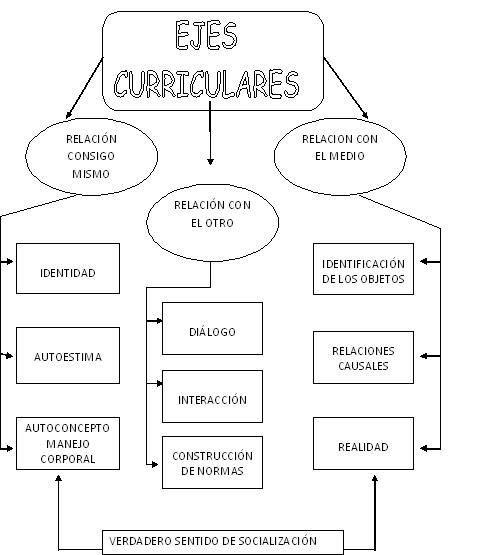 EJES
CURRICULARES
RELACIÓN
CONSIGO
MISMO
RELACIÓN CON
EL OTRO
RELACION CON
EL MEDIO
IDENTIDAD
AUTOESTIMA
AUTOCONCEPTO
MANEJO
CORPORAL
DIÁLOGO
INTERACCIÓN
CONSTRUCCIÓN
DE NORMAS
IDENTIFICACIÓN
DE LOS OBJETOS
RELACIONES
CAUSALES
REALIDAD
VERDADERO SENTIDO DE SOCIALIZACIÓN